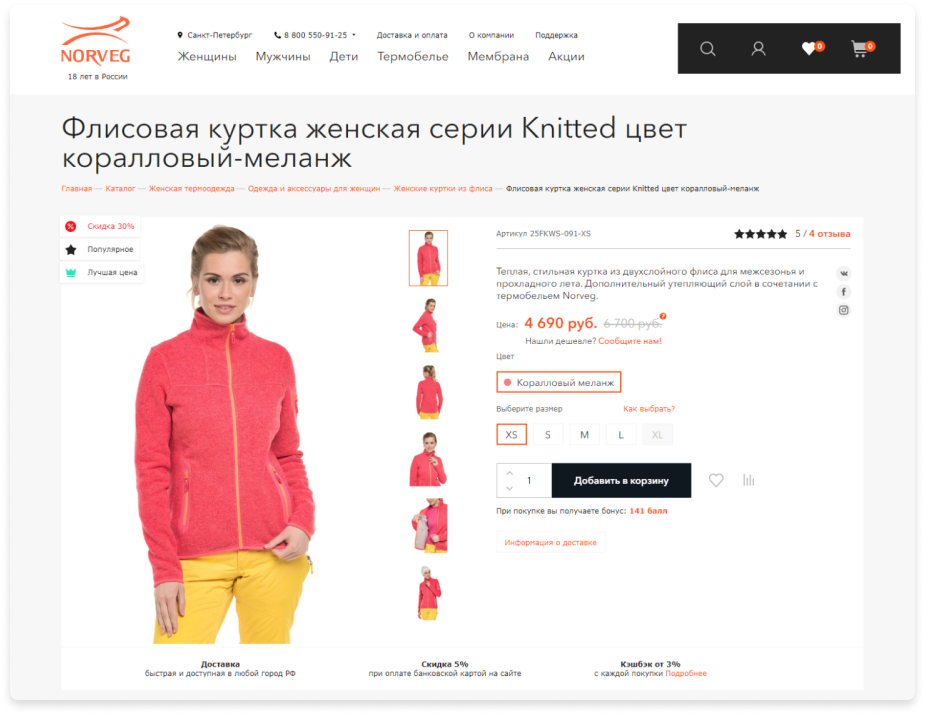 NORVEG
18 лет в России
Санкт-Петербург
8 800 550-91-25
Доставка и оплата
О компании
Поддержка
Женщины
Мужчины
Дети
Термобелье
Мембрана
Акции
0
0
Флисовая куртка женская серии Knitted цвет
коралловый-меланж
Главная — Каталог — Женская термоодежда — Одежда и аксессуары для женщин — Женские куртки из флиса — Флисовая куртка женская серии Knitted цвет коралловый-меланж
Скидка 30%
Популярное
Лучшая цена
Артикул 25FKWS-091-XS
5 / 4 отзыва
Теплая, стильная куртка из двухслойного флиса для межсезонья и
прохладного лета. Дополнительный утепляющий слой в сочетании с
термобельем Norveg.
Цена: 4 690 руб. 6 700 руб.
Нашли дешевле? Сообщите нам!
Цвет
Коралловый меланж
Выберите размер
Как выбрать?
XS S M L XL
1
Добавить в корзину
При покупке вы получаете бонус: 141 балл
Информация о доставке
Доставка
быстрая и доступная в любой город РФ
Скидка 5%
при оплате банковской картой на сайте
Кэшбэк от 3%
с каждой покупки Подробнее